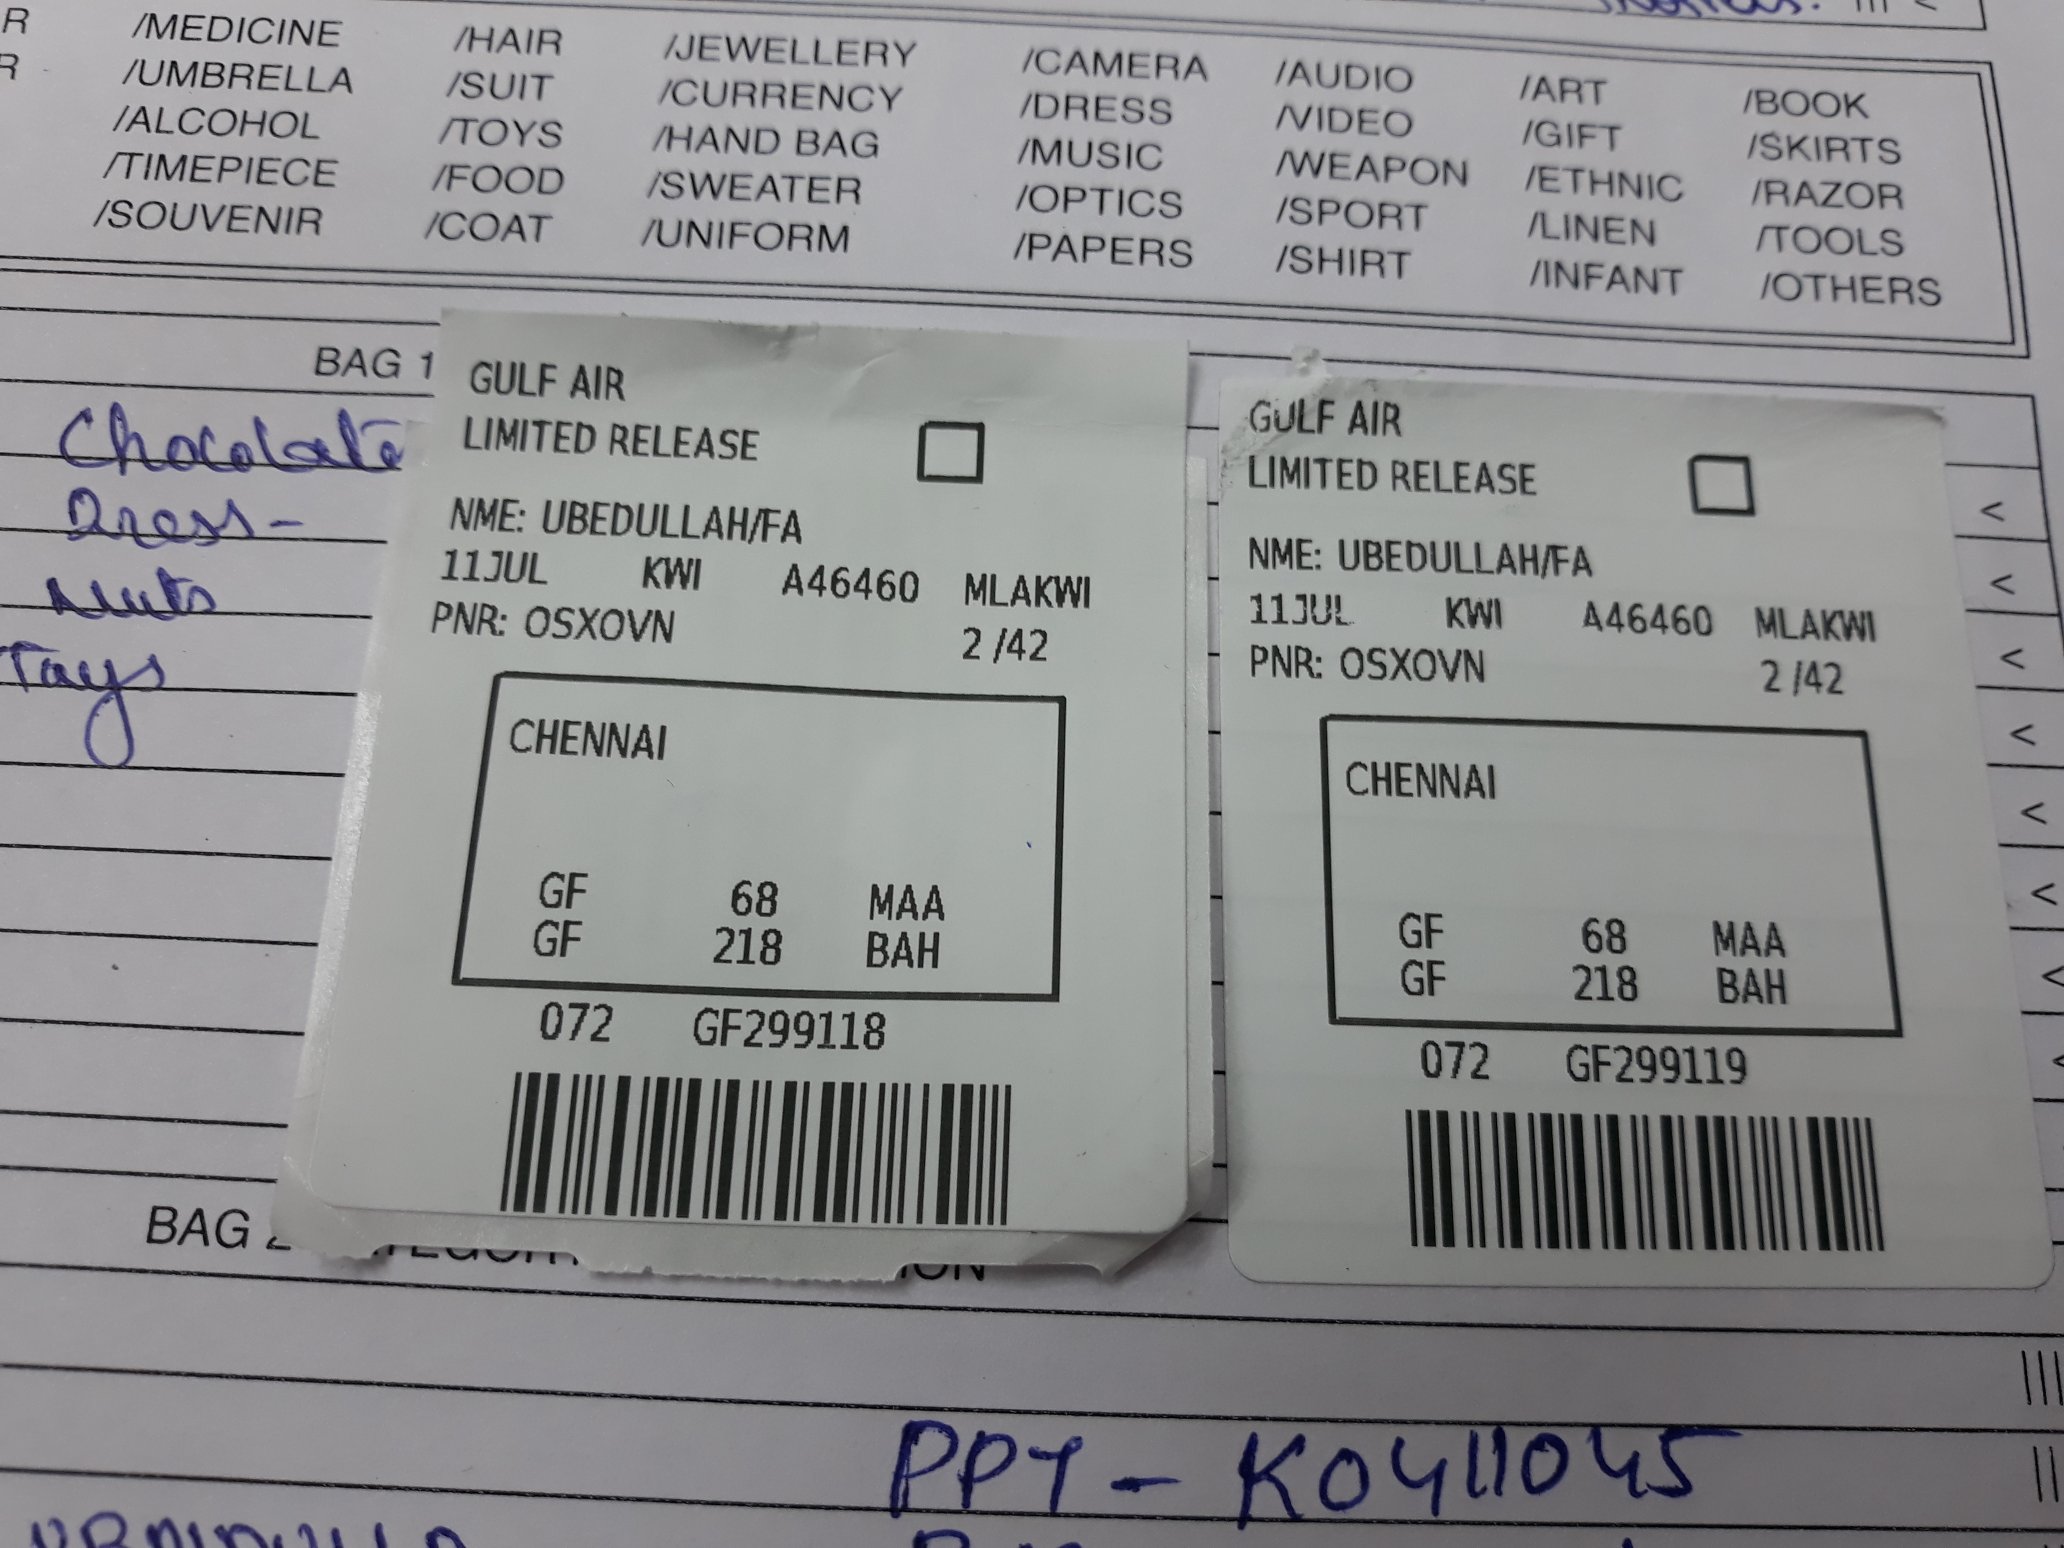 /MEDICINE /HAIR /JEWELLERY /CAMERA /AUDIO /ART /BOOK
/UMBRELLA /SUIT /CURRENCY /DRESS /VIDEO /GIFT /SKIRTS
/ALCOHOL /TOYS /HAND BAG /MUSIC /WEAPON /ETHNIC /RAZOR
/TIMEPIECE /FOOD /SWEATER /OPTICS /SPORT /LINEN /TOOLS
/SOUVENIR /COAT /UNIFORM /PAPERS /SHIRT /INFANT /OTHERS
BAG 1
Chocolate
Dress-
Nuts
Toys
GULF AIR
LIMITED RELEASE
NME: UBEDULLAH/FA
11JUL KWI A46460 MLAKWI
PNR: OSXOVN 2 /42
CHENNAI
GF 68 MAA
GF 218 BAH
072 GF299118
GULF AIR
LIMITED RELEASE
NME: UBEDULLAH/FA
11JUL KWI A46460 MLAKWI
PNR: OSXOVN 2 /42
CHENNAI
GF 68 MAA
GF 218 BAH
072 GF299119
BAG 2
PPT - K0411045